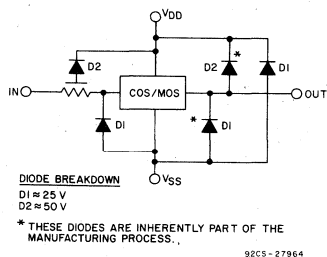 VDD
D2
D2 *
D1
IN
COS/MOS
OUT
D1
* D1
VSS
DIODE BREAKDOWN
D1 ≈ 25 V
D2 ≈ 50 V
* THESE DIODES ARE INHERENTLY PART OF THE
MANUFACTURING PROCESS.
92CS-27964